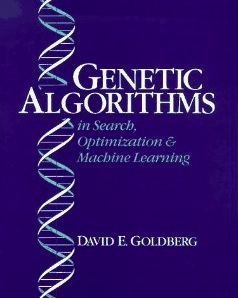 GENETIC
ALGORITHMS
in Search,
Optimization &
Machine Learning
DAVID E. GOLDBERG